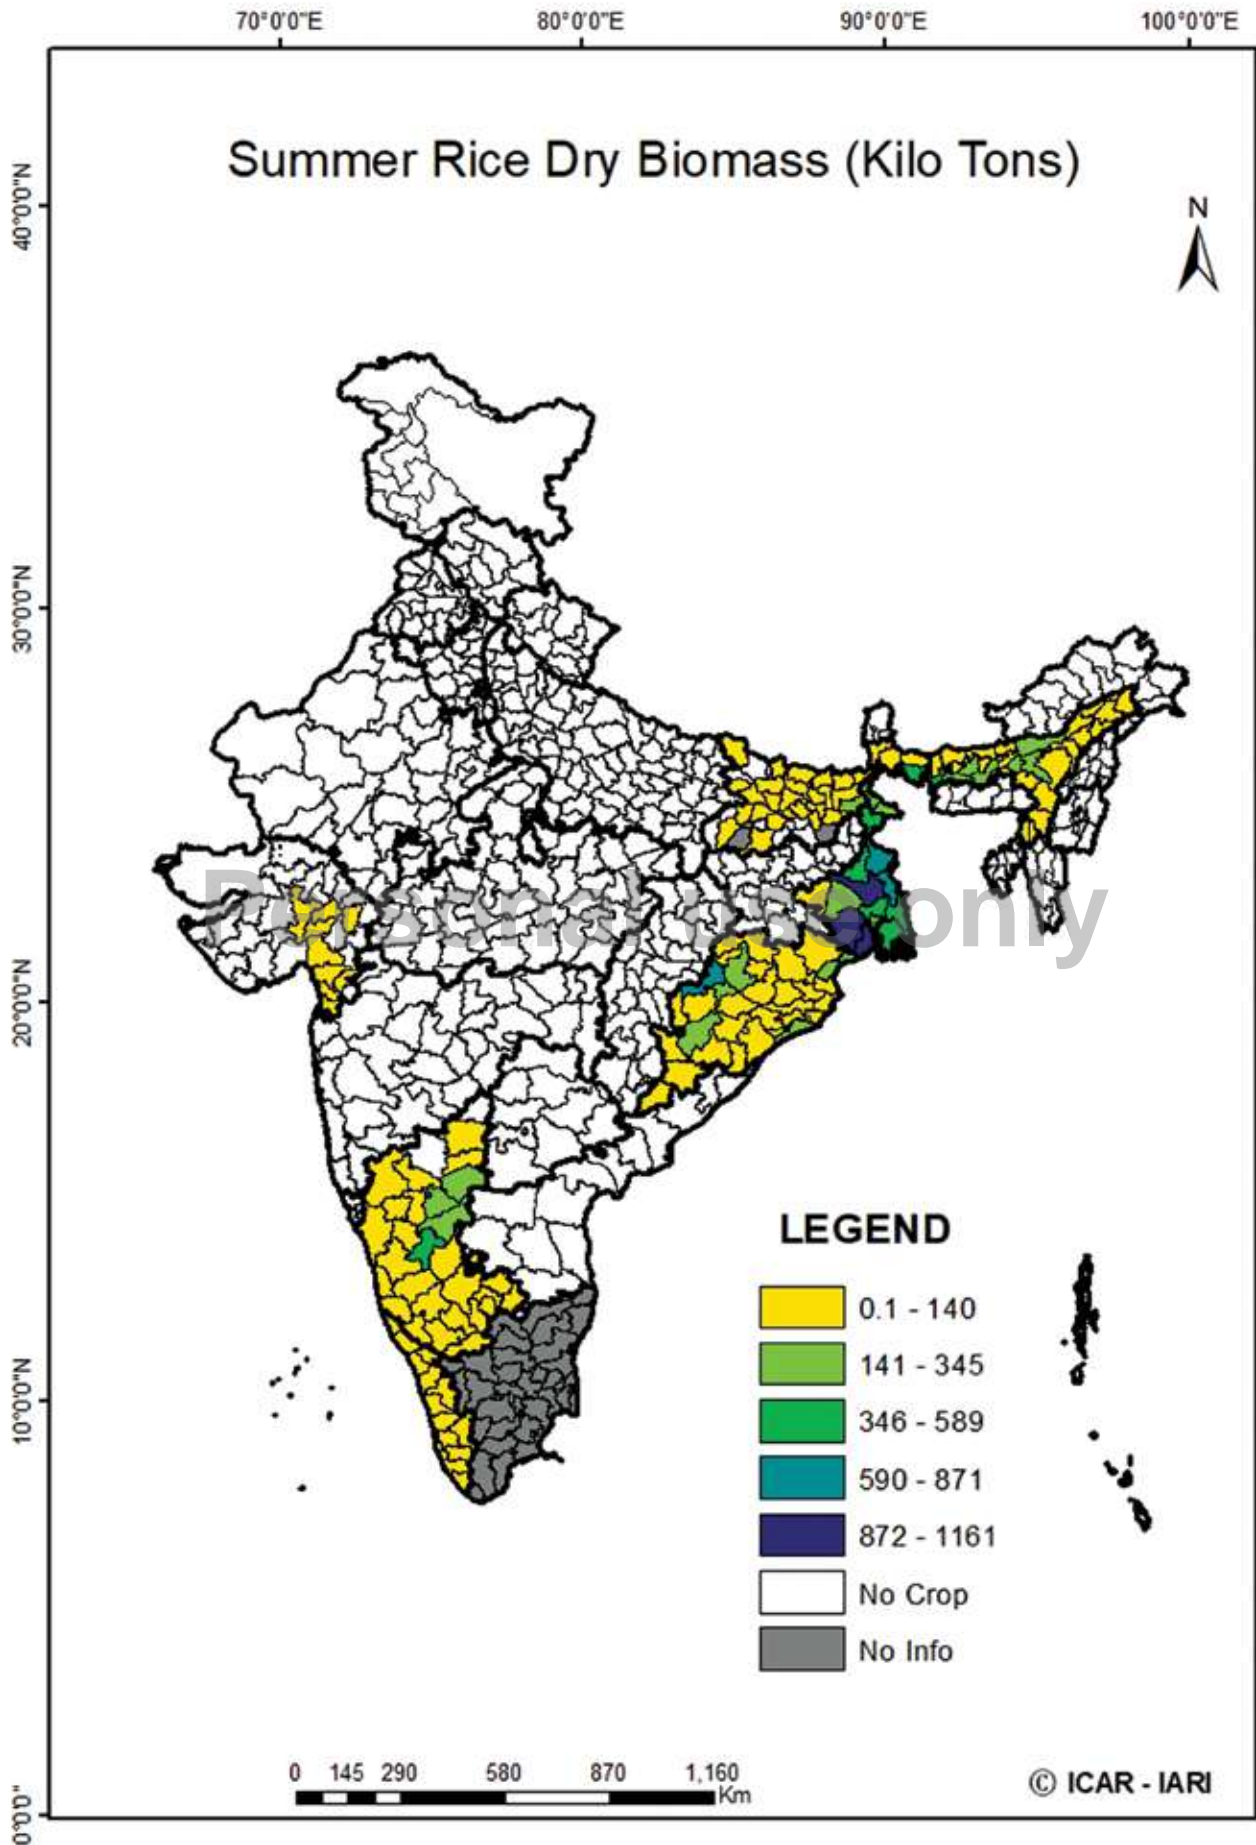 70°0'0"E 80°0'0"E 90°0'0"E 100°0'0"E
Summer Rice Dry Biomass (Kilo Tons)
N
40°0'0"N
30°0'0"N
20°0'0"N
10°0'0"N
0°0'0"
Personal use only
LEGEND
0.1 - 140
141 - 345
346 - 589
590 - 871
872 - 1161
No Crop
No Info
0 145 290 580 870 1,160
Km
© ICAR - IARI